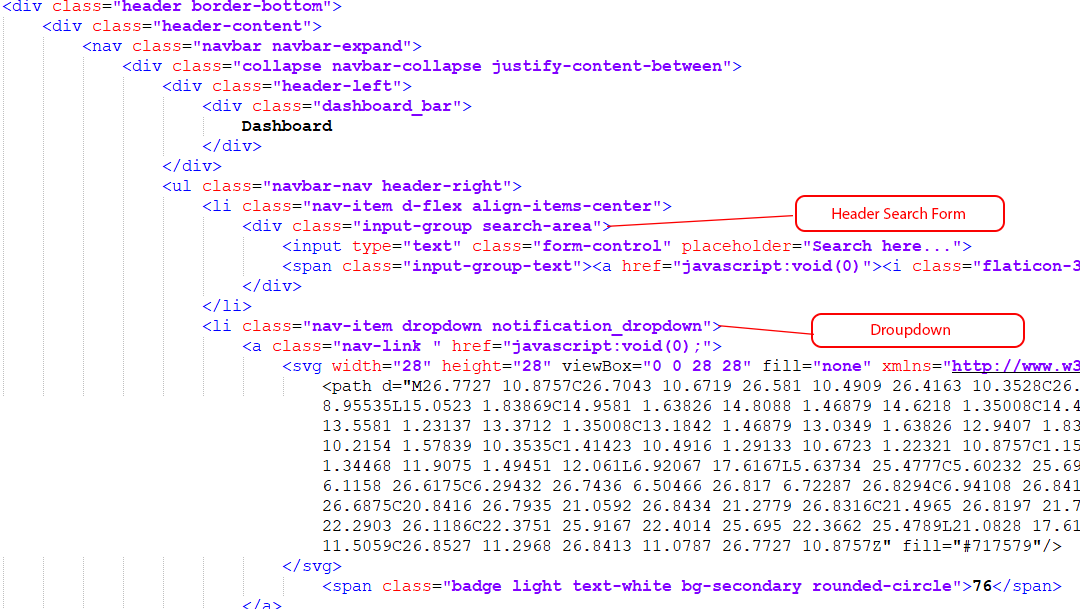 <div class="header border-bottom">
<div class="header-content">
<nav class="navbar navbar-expand">
<div class="collapse navbar-collapse justify-content-between">
<div class="header-left">
<div class="dashboard_bar">
Dashboard
</div>
</div>
<ul class="navbar-nav header-right">
<li class="nav-item d-flex align-items-center">
Header Search Form
<div class="input-group search-area">
<input type="text" class="form-control" placeholder="Search here...">
<span class="input-group-text"><a href="javascript:void(0)"><i class="flaticon-3
</div>
</li>
<li class="nav-item dropdown notification_dropdown">
Droupdown
<a class="nav-link " href="javascript:void(0);">
<svg width="28" height="28" viewBox="0 0 28 28" fill="none" xmlns="http://www.w3
<path d="M26.7727 10.8757C26.7043 10.6719 26.581 10.4909 26.4163 10.3528C26.
8.95535L15.0523 1.83869C14.9581 1.63826 14.8088 1.46879 14.6218 1.35008C14.4
13.5581 1.23137 13.3712 1.35008C13.1842 1.46879 13.0349 1.63826 12.9407 1.83
10.2154 1.57839 10.3535C1.41423 10.4916 1.29133 10.6723 1.22321 10.8757C1.15
1.34468 11.9075 1.49451 12.061L6.92067 17.6167L5.63734 25.4777C5.60232 25.69
6.1158 26.6175C6.29432 26.7436 6.50466 26.817 6.72287 26.8294C6.94108 26.841
26.6875C20.8416 26.7935 21.0592 26.8434 21.2779 26.8316C21.4965 26.8197 21.7
22.2903 26.1186C22.3751 25.9167 22.4014 25.695 22.3662 25.4789L21.0828 17.61
11.5059C26.8527 11.2968 26.8413 11.0787 26.7727 10.8757Z" fill="#717579"/>
</svg>
<span class="badge light text-white bg-secondary rounded-circle">76</span>
</a>